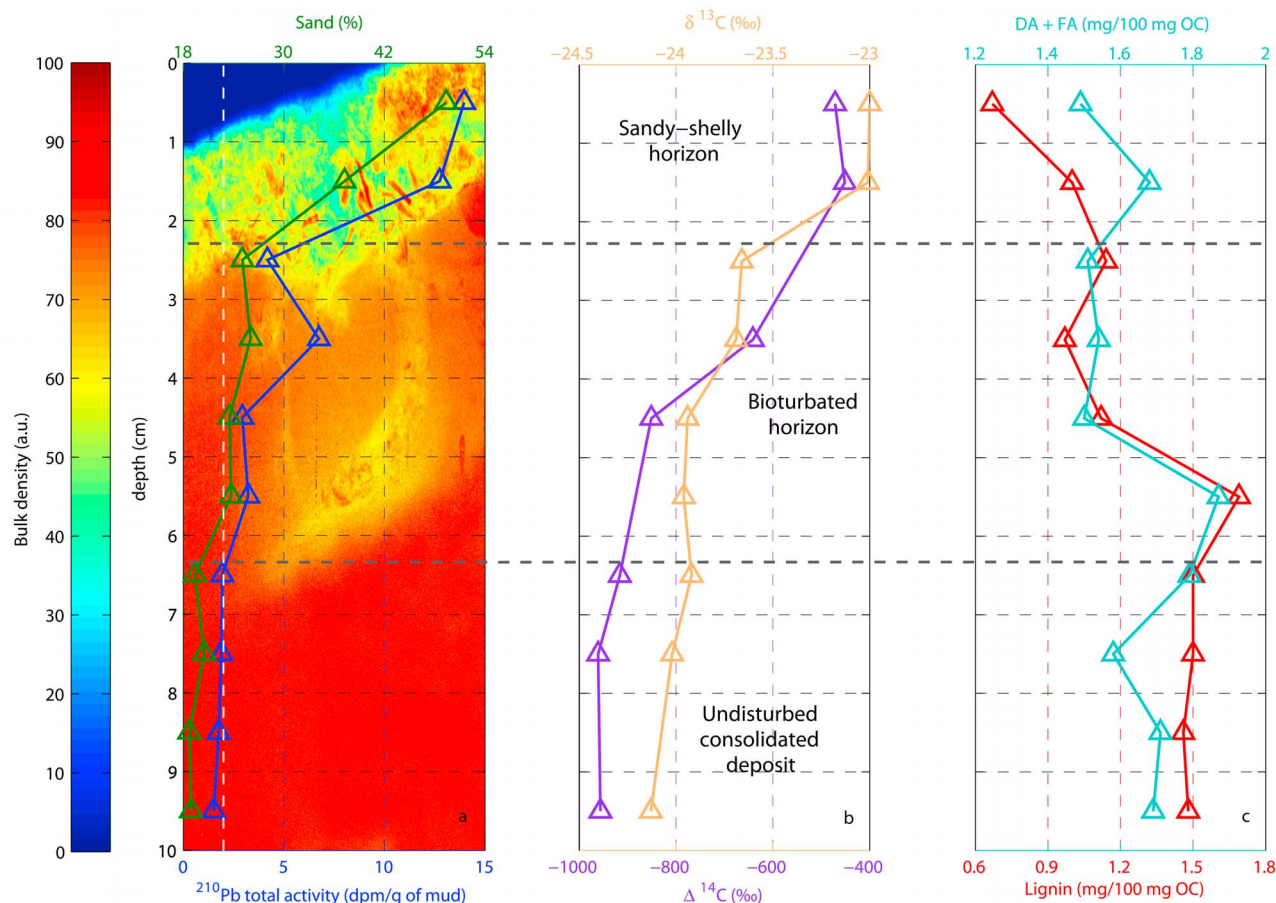 Sand (%)
18 30 42 54
δ 13C (‰)
−24.5 −24 −23.5 −23
DA + FA (mg/100 mg OC)
1.2 1.4 1.6 1.8 2
Bulk density (a.u.)
100
90
80
70
60
50
40
30
20
10
0
depth (cm)
0
1
2
3
4
5
6
7
8
9
10
Sandy−shelly
horizon
Bioturbated
horizon
Undisturbed
consolidated
deposit
a
b
c
0 5 10 15
210Pb total activity (dpm/g of mud)
−1000 −800 −600 −400
Δ 14C (‰)
0.6 0.9 1.2 1.5 1.8
Lignin (mg/100 mg OC)